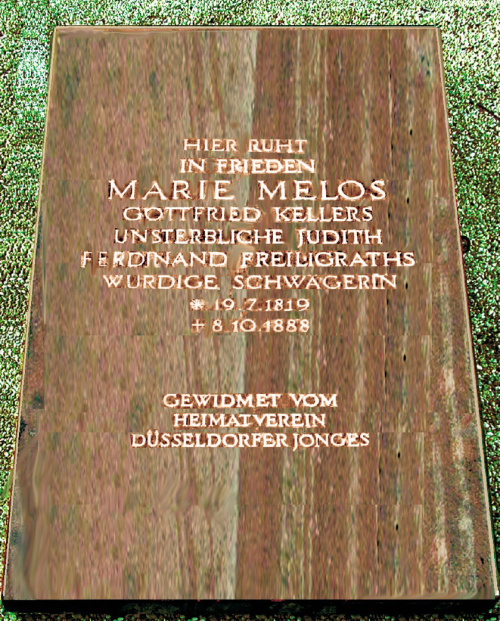 HIER RUHT
IN FRIEDEN
MARIE MELOS
GOTTFRIED KELLERS
UNSTERBLICHE JUDITH
FERDINAND FREILIGRATHS
WÜRDIGE SCHWÄGERIN
* 19.7.1819
+ 8.10.1888
GEWIDMET VOM
HEIMATVEREIN
DÜSSELDORFER JONGES